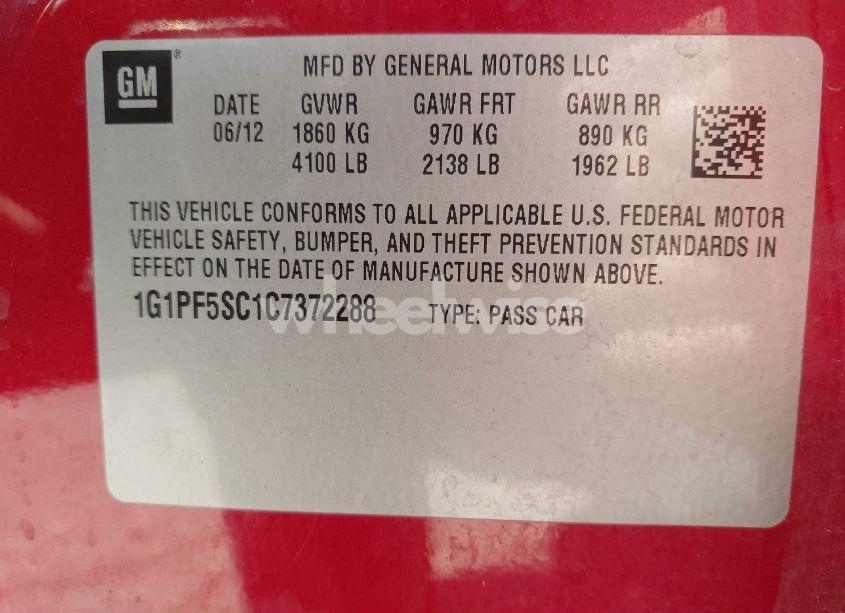 GM®
MFD BY GENERAL MOTORS LLC
DATE GVWR GAWR FRT GAWR RR
06/12 1860 KG 970 KG 890 KG
4100 LB 2138 LB 1962 LB
THIS VEHICLE CONFORMS TO ALL APPLICABLE U.S. FEDERAL MOTOR
VEHICLE SAFETY, BUMPER, AND THEFT PREVENTION STANDARDS IN
EFFECT ON THE DATE OF MANUFACTURE SHOWN ABOVE.
1G1PF5SC1C7372288 TYPE: PASS CAR
wheelwise